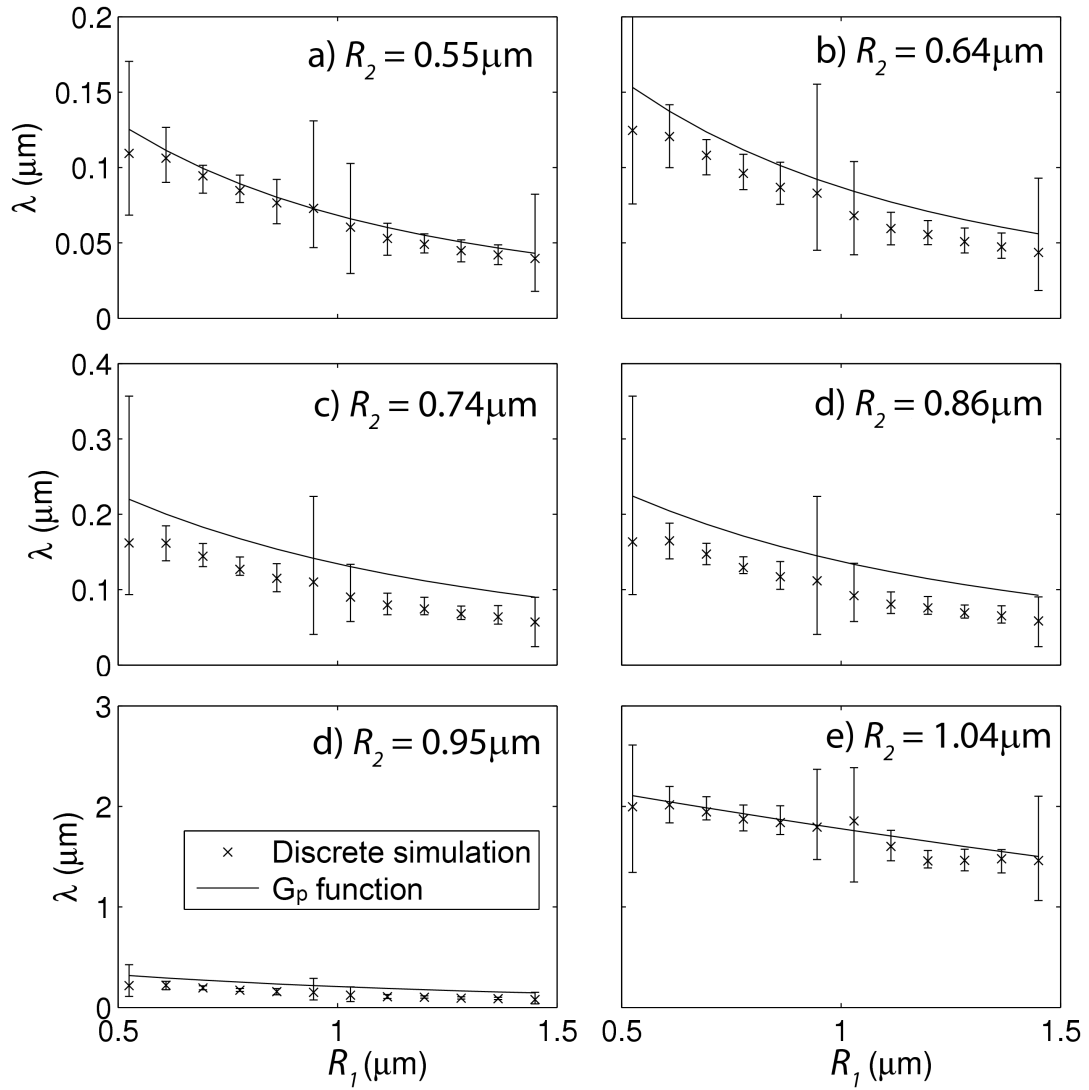 0.2
a) R2 = 0.55μm
b) R2 = 0.64μm
0.15
0.1
λ (μm)
0.05
0
0.4
c) R2 = 0.74μm
d) R2 = 0.86μm
0.3
0.2
λ (μm)
0.1
0
3
d) R2 = 0.95μm
e) R2 = 1.04μm
2
λ (μm)
Discrete simulation
Gp function
1
0
0.5 1 1.5
0.5 1 1.5
R1 (μm)
R1 (μm)